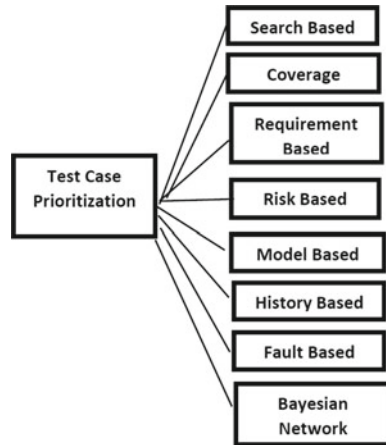 Search Based
Coverage
Requirement
Based
Test Case
Prioritization
Risk Based
Model Based
History Based
Fault Based
Bayesian
Network